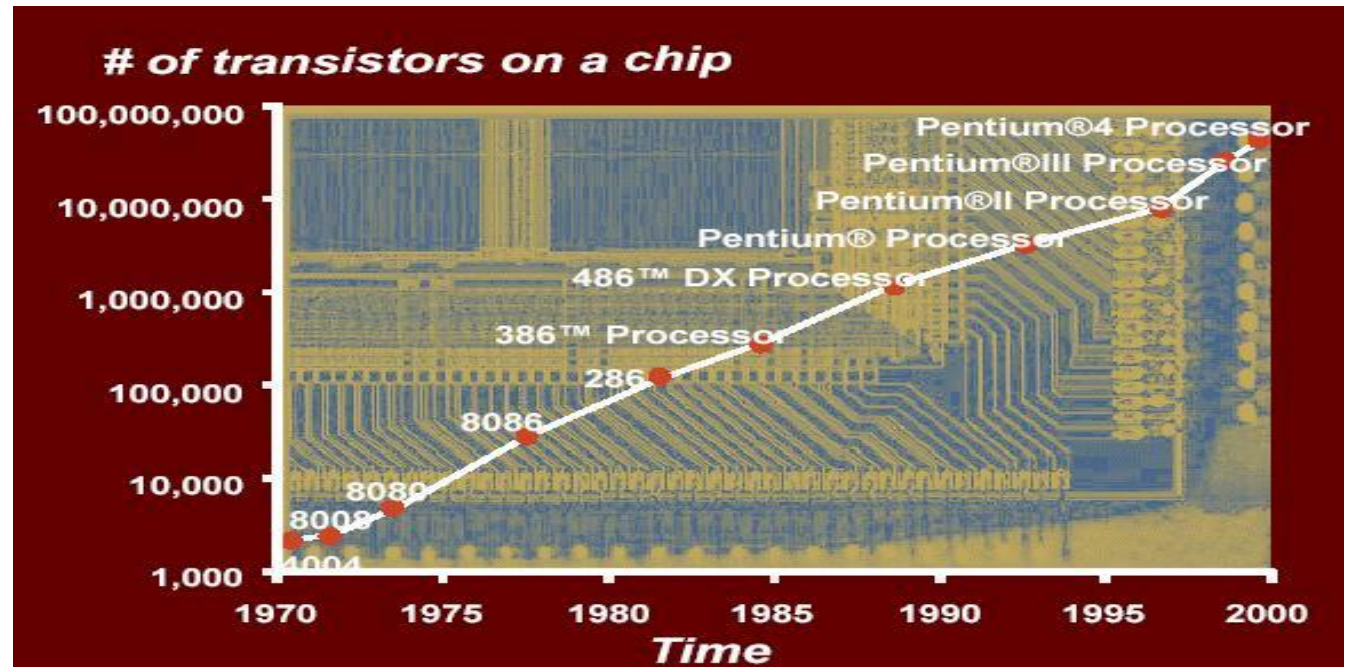 # of transistors on a chip
100,000,000
10,000,000
1,000,000
100,000
10,000
1,000
Pentium®4 Processor
Pentium®III Processor
Pentium®II Processor
Pentium® Processor
486™ DX Processor
386™ Processor
286
8086
8080
8008
4004
1970 1975 1980 1985 1990 1995 2000
Time